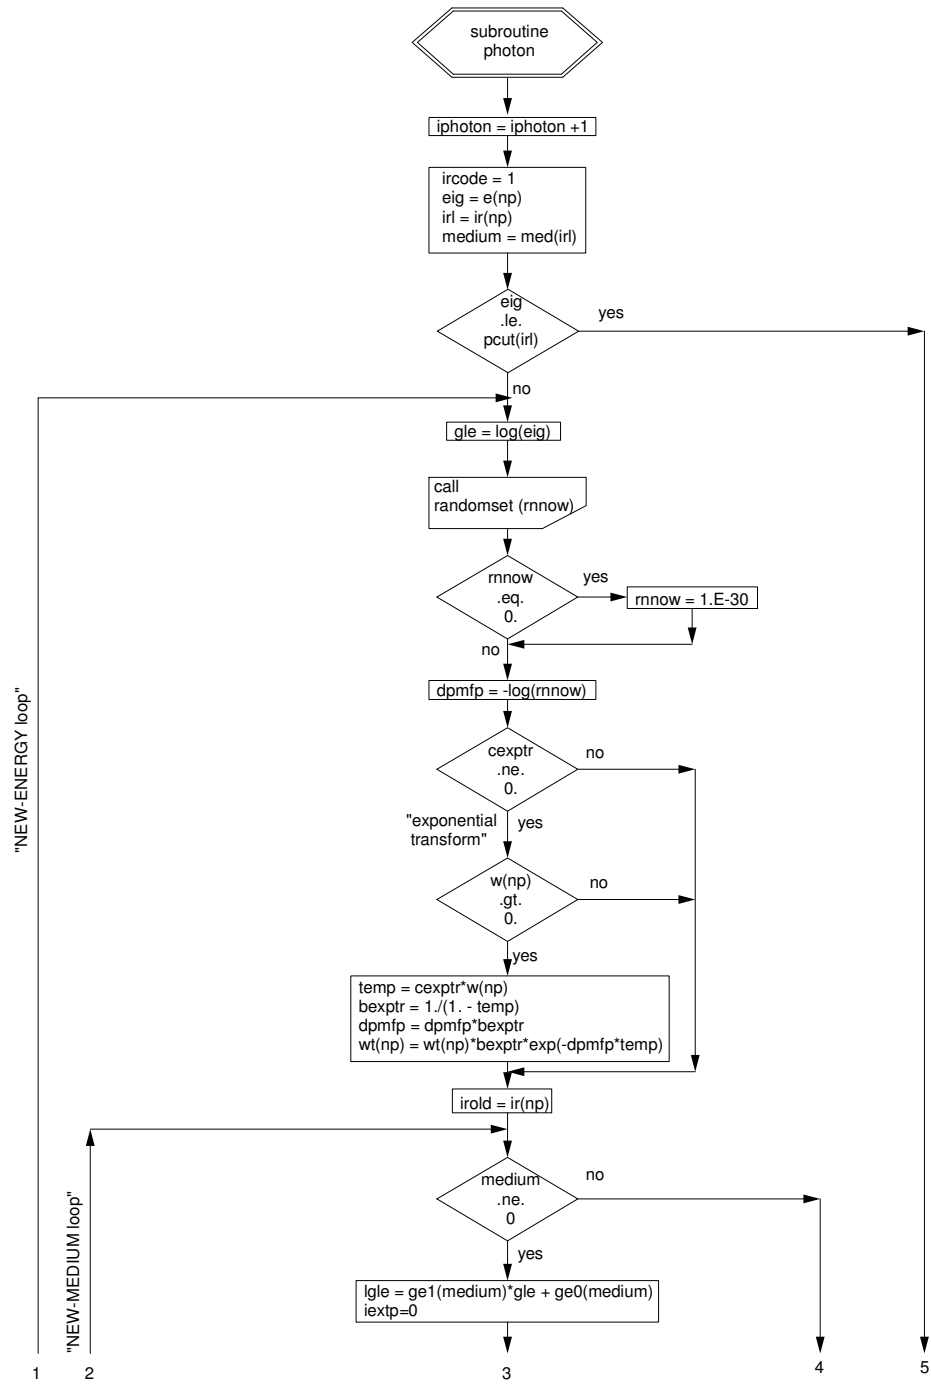 subroutine
photon
iphoton = iphoton +1
ircode = 1
eig = e(np)
irl = ir(np)
medium = med(irl)
eig
.le.
pcut(irl)
yes
no
gle = log(eig)
call
randomset (rnnow)
rnnow
.eq.
0.
yes
rnnow = 1.E-30
no
dpmfp = -log(rnnow)
cexptr
.ne.
0.
no
"exponential
transform"
yes
w(np)
.gt.
0.
no
yes
temp = cexptr*w(np)
bexptr = 1./(1. - temp)
dpmfp = dpmfp*bexptr
wt(np) = wt(np)*bexptr*exp(-dpmfp*temp)
irold = ir(np)
medium
.ne.
0
no
yes
lgle = ge1(medium)*gle + ge0(medium)
iextp=0
"NEW-ENERGY loop"
"NEW-MEDIUM loop"
1
2
3
4
5